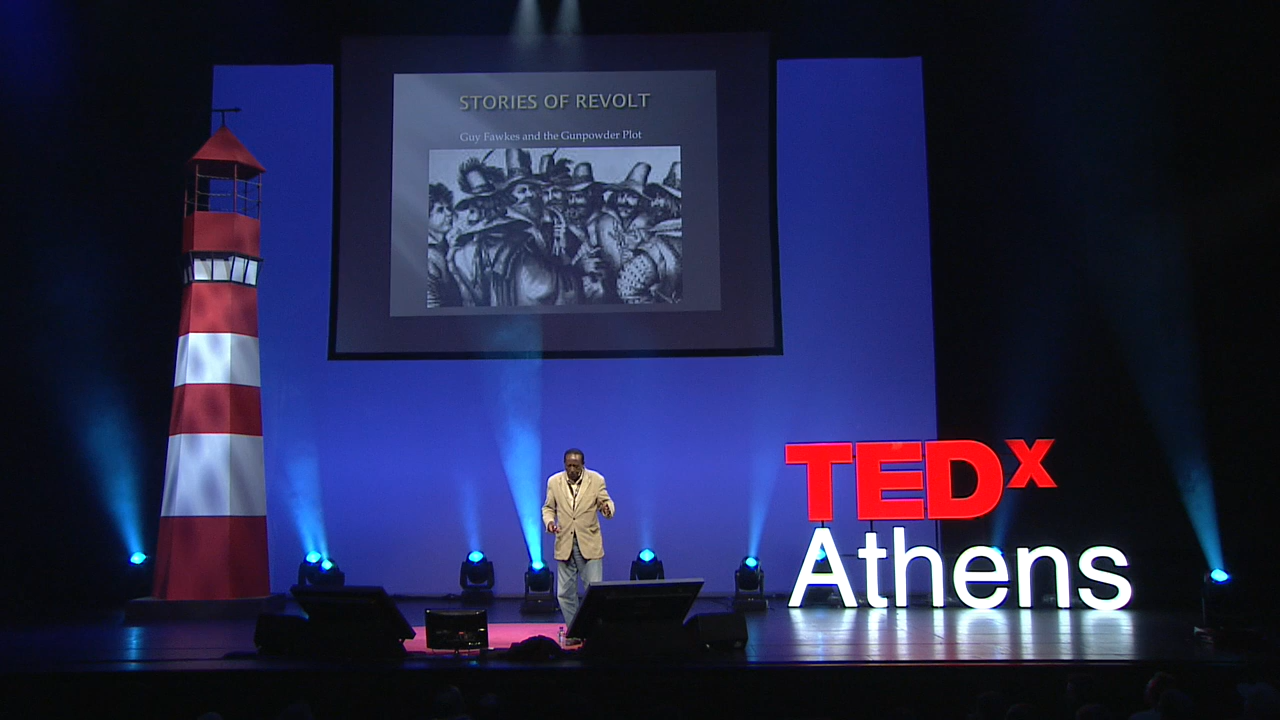 STORIES OF REVOLT
Guy Fawkes and the Gunpowder Plot
TEDx
Athens